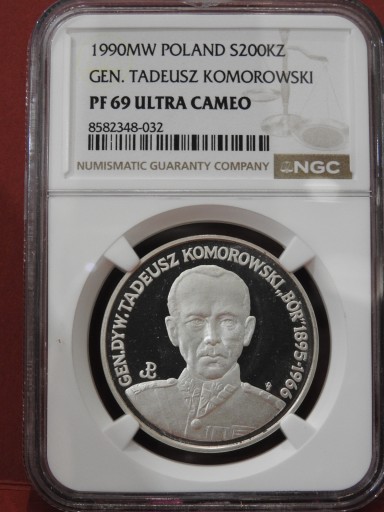 1990MW POLAND S200KZ
GEN. TADEUSZ KOMOROWSKI
PF 69 ULTRA CAMEO
8582348-032
NUMISMATIC GUARANTY COMPANY NGC
GEN.DYW.TADEUSZ KOMOROWSKI „BÓR" 1895-1966